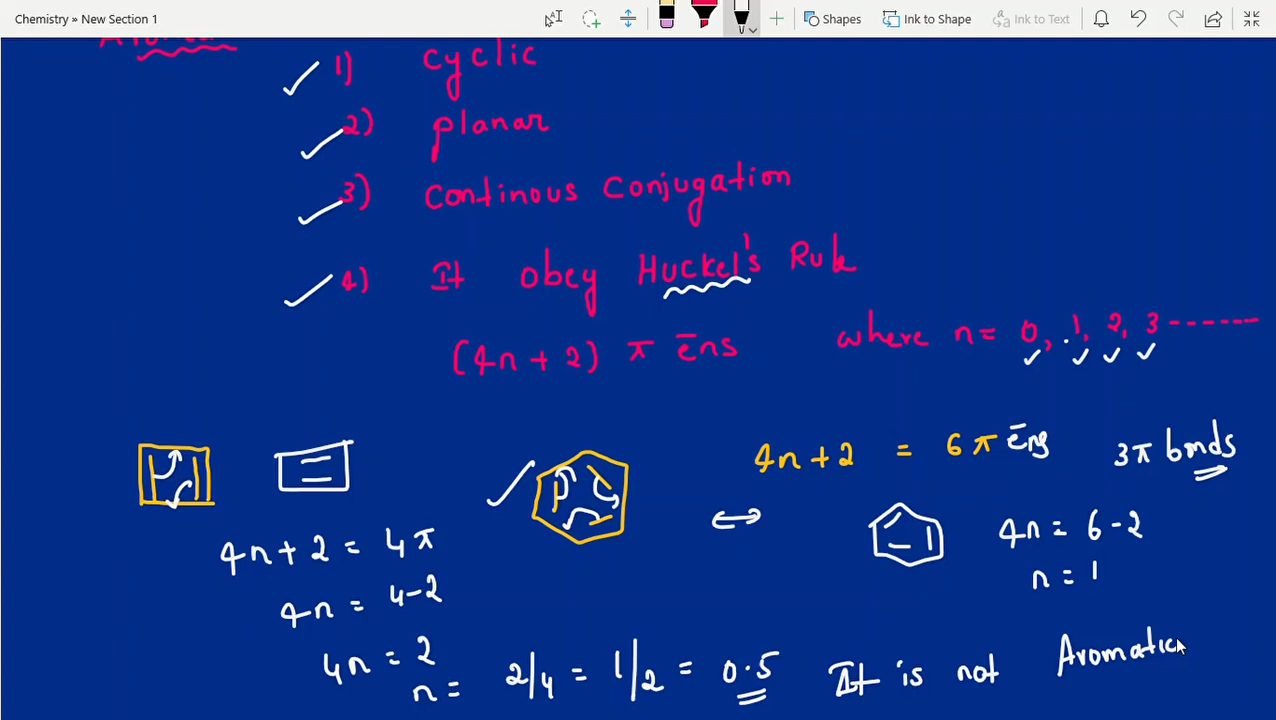 Chemistry » New Section 1
Shapes Ink to Shape Ink to Text
1) cyclic
2) planar
3) Continous Conjugation
4) It obey Huckel's Rule
(4n + 2) π ēns where n = 0, 1, 2, 3 -------
4n + 2 = 6π ēns 3π bonds
4n + 2 = 4π
4n = 6-2
4n = 4-2
n = 1
4n = 2
n = 2/4 = 1/2 = 0.5 It is not Aromatic